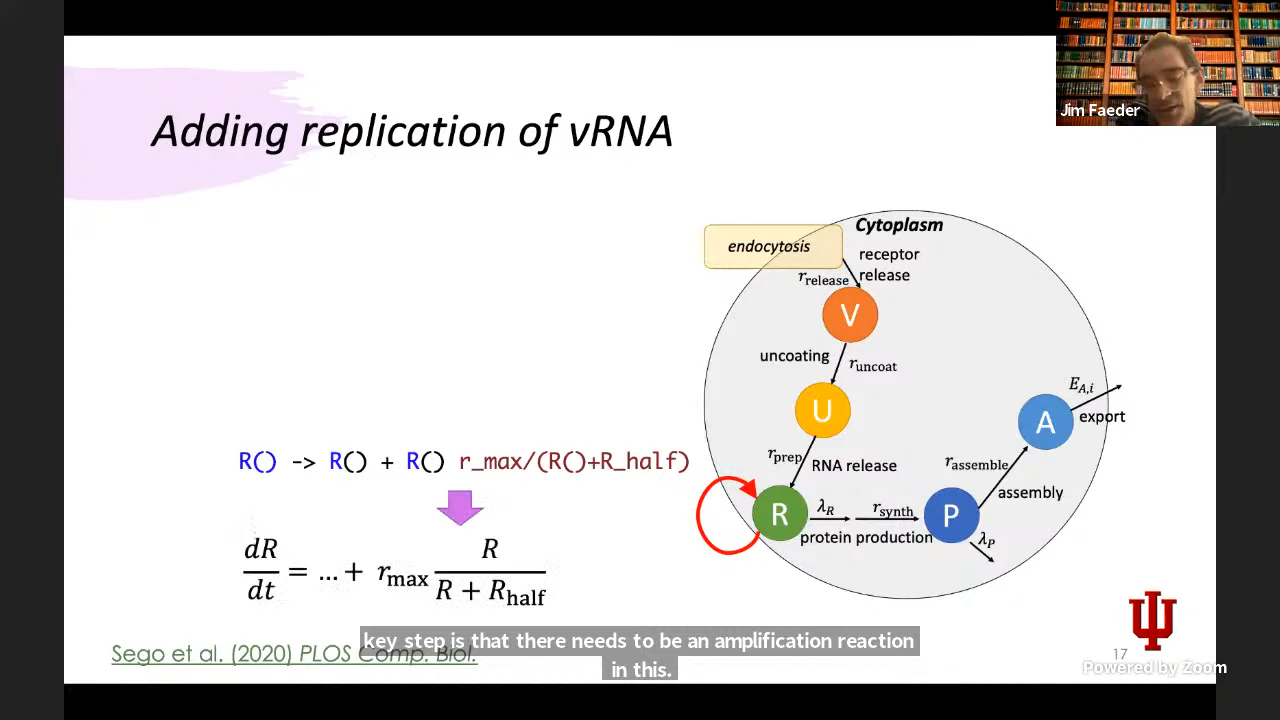 Jim Faeder
Adding replication of vRNA
Cytoplasm
endocytosis
receptor
release
r_release
V
uncoating
r_uncoat
U
r_prep
RNA release
R
λ_R
r_synth
protein production
P
λ_P
r_assemble
assembly
A
E_A,i
export
R() -> R() + R() r_max/(R()+R_half)
dR/dt = ...+ r_max R/(R + R_half)
Sego et al. (2020) PLOS Comp. Biol.
key step is that there needs to be an amplification reaction
in this.
17
Powered by Zoom